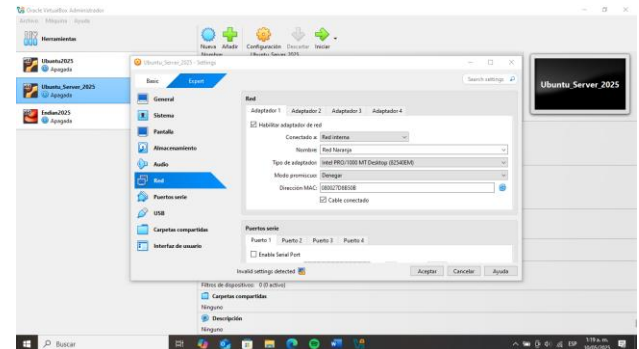 Oracle VirtualBox Administrador
Archivo Máquina Ayuda
Herramientas
Nueva Añadir Configuración Descartar Iniciar
Ubuntu2025
Apagada
Ubuntu_Server_2025
Apagada
Endian2025
Apagada
Ubuntu_Server_2025 - Settings
Basic Expert
Search settings
General
Sistema
Pantalla
Almacenamiento
Audio
Red
Puertos serie
USB
Carpetas compartidas
Interfaz de usuario
Red
Adaptador 1 Adaptador 2 Adaptador 3 Adaptador 4
Habilitar adaptador de red
Conectado a: Red interna
Nombre Red Naranja
Tipo de adaptador: Intel PRO/1000 MT Desktop (82540EM)
Modo promiscuo: Denegar
Dirección MAC:
Cable conectado
Puertos serie
Puerto 1 Puerto 2 Puerto 3 Puerto 4
Enable Serial Port
Invalid settings detected
Aceptar Cancelar Ayuda
Ubuntu_Server_2025
Filtros de dispositivos: 0 (0 activo)
Carpetas compartidas
Ninguno
Descripción
Ninguno
Buscar
ESP
1:19 a. m.
18/05/2025